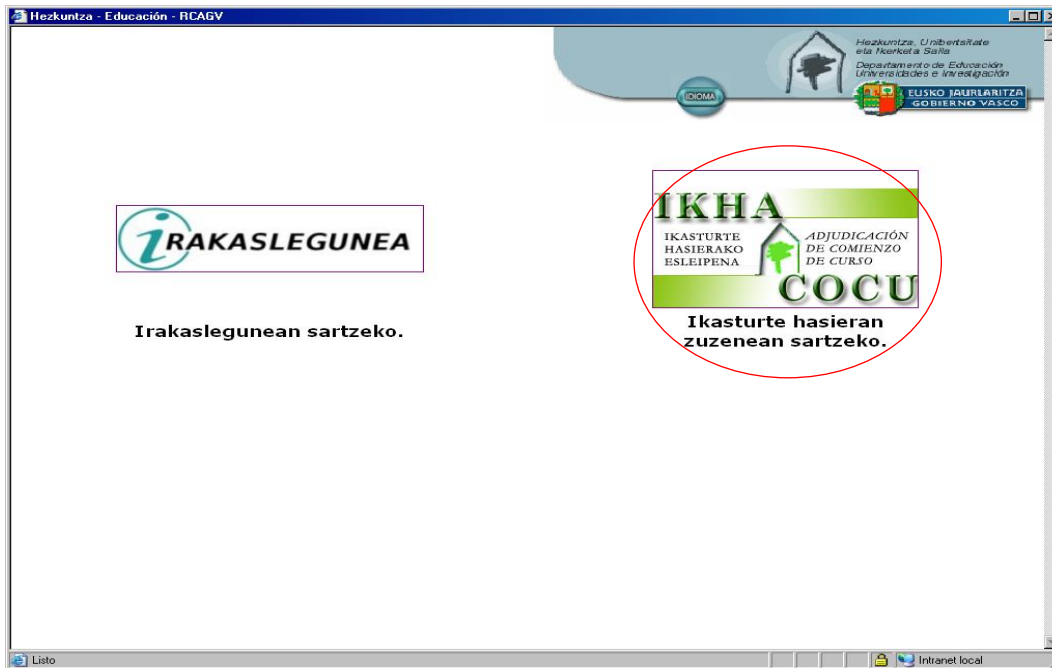 Hezkuntza - Educación - RCAGV
Hezkuntza, Unibertsitate
eta Ikerketa Saila
Departamento de Educación
Universidades e Investigación
IDIOMA
EUSKO JAURLARITZA
GOBIERNO VASCO
iRAKASLEGUNEA
Irakaslegunean sartzeko.
IKHA
IKASTURTE
HASIERAKO
ESLEIPENA
ADJUDICACIÓN
DE COMIENZO
DE CURSO
COCU
Ikasturte hasieran
zuzenean sartzeko.
Listo
Intranet local